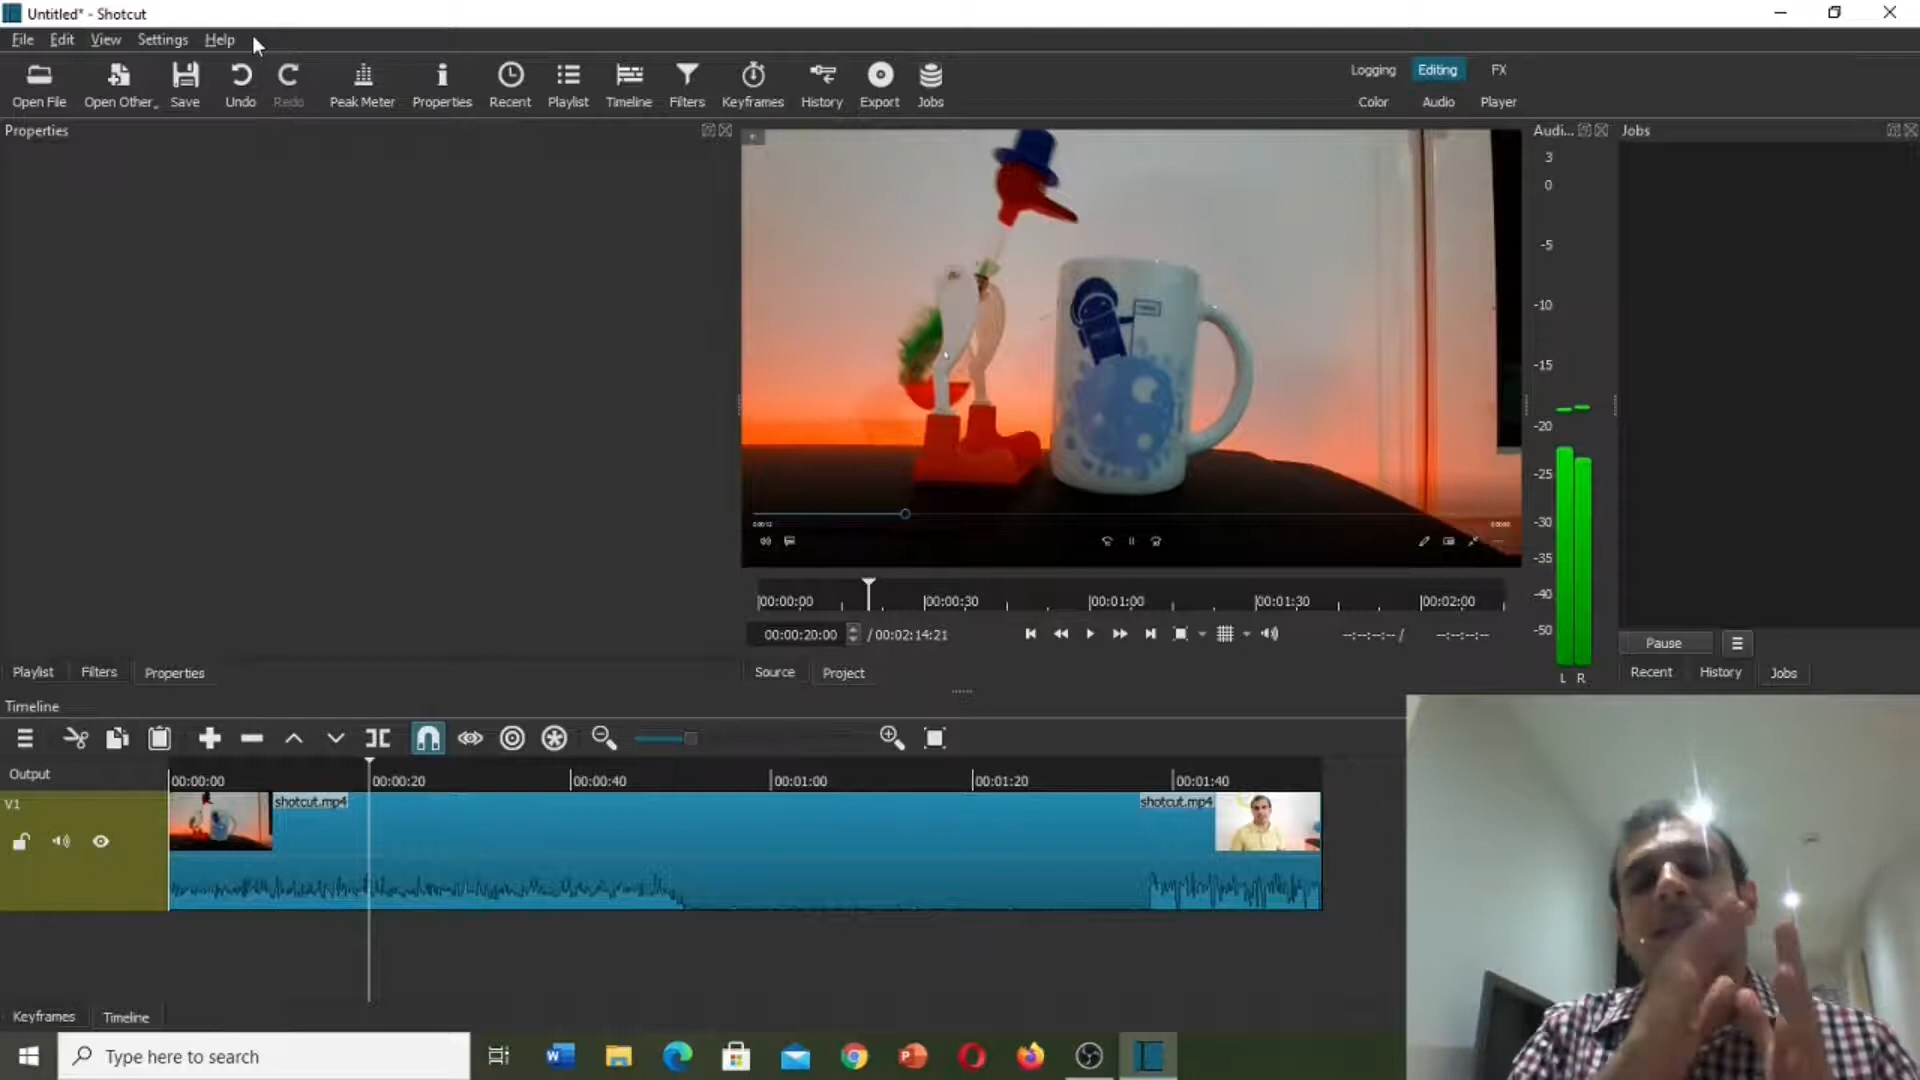 Untitled* - Shotcut
File Edit View Settings Help
Open File Open Other Save Undo Redo Peak Meter Properties Recent Playlist Timeline Filters Keyframes History Export Jobs
Logging Editing FX
Color Audio Player
Properties
Audi...
Jobs
3
0
-5
-10
-15
-20
-25
-30
-35
-40
-50
L R
00:00:00 00:00:30 00:01:00 00:01:30 00:02:00
00:00:20:00 / 00:02:14:21 --:--:--:-- / --:--:--:--
Pause
Playlist Filters Properties
Source Project
Recent History Jobs
Timeline
Output
00:00:00 00:00:20 00:00:40 00:01:00 00:01:20 00:01:40
V1
shotcut.mp4 shotcut.mp4
Keyframes Timeline
Type here to search